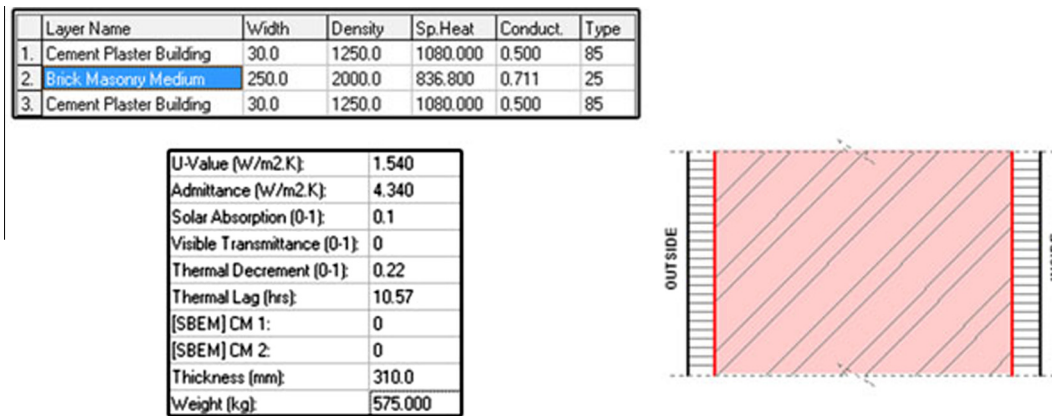 Layer Name Width Density Sp.Heat Conduct. Type
1. Cement Plaster Building 30.0 1250.0 1080.000 0.500 85
2. Brick Masonry Medium 250.0 2000.0 836.800 0.711 25
3. Cement Plaster Building 30.0 1250.0 1080.000 0.500 85
U-Value (W/m2.K): 1.540
Admittance (W/m2.K): 4.340
Solar Absorption (0-1): 0.1
Visible Transmittance (0-1): 0
Thermal Decrement (0-1): 0.22
Thermal Lag (hrs): 10.57
[SBEM] CM 1: 0
[SBEM] CM 2: 0
Thickness (mm): 310.0
Weight (kg): 575.000
OUTSIDE